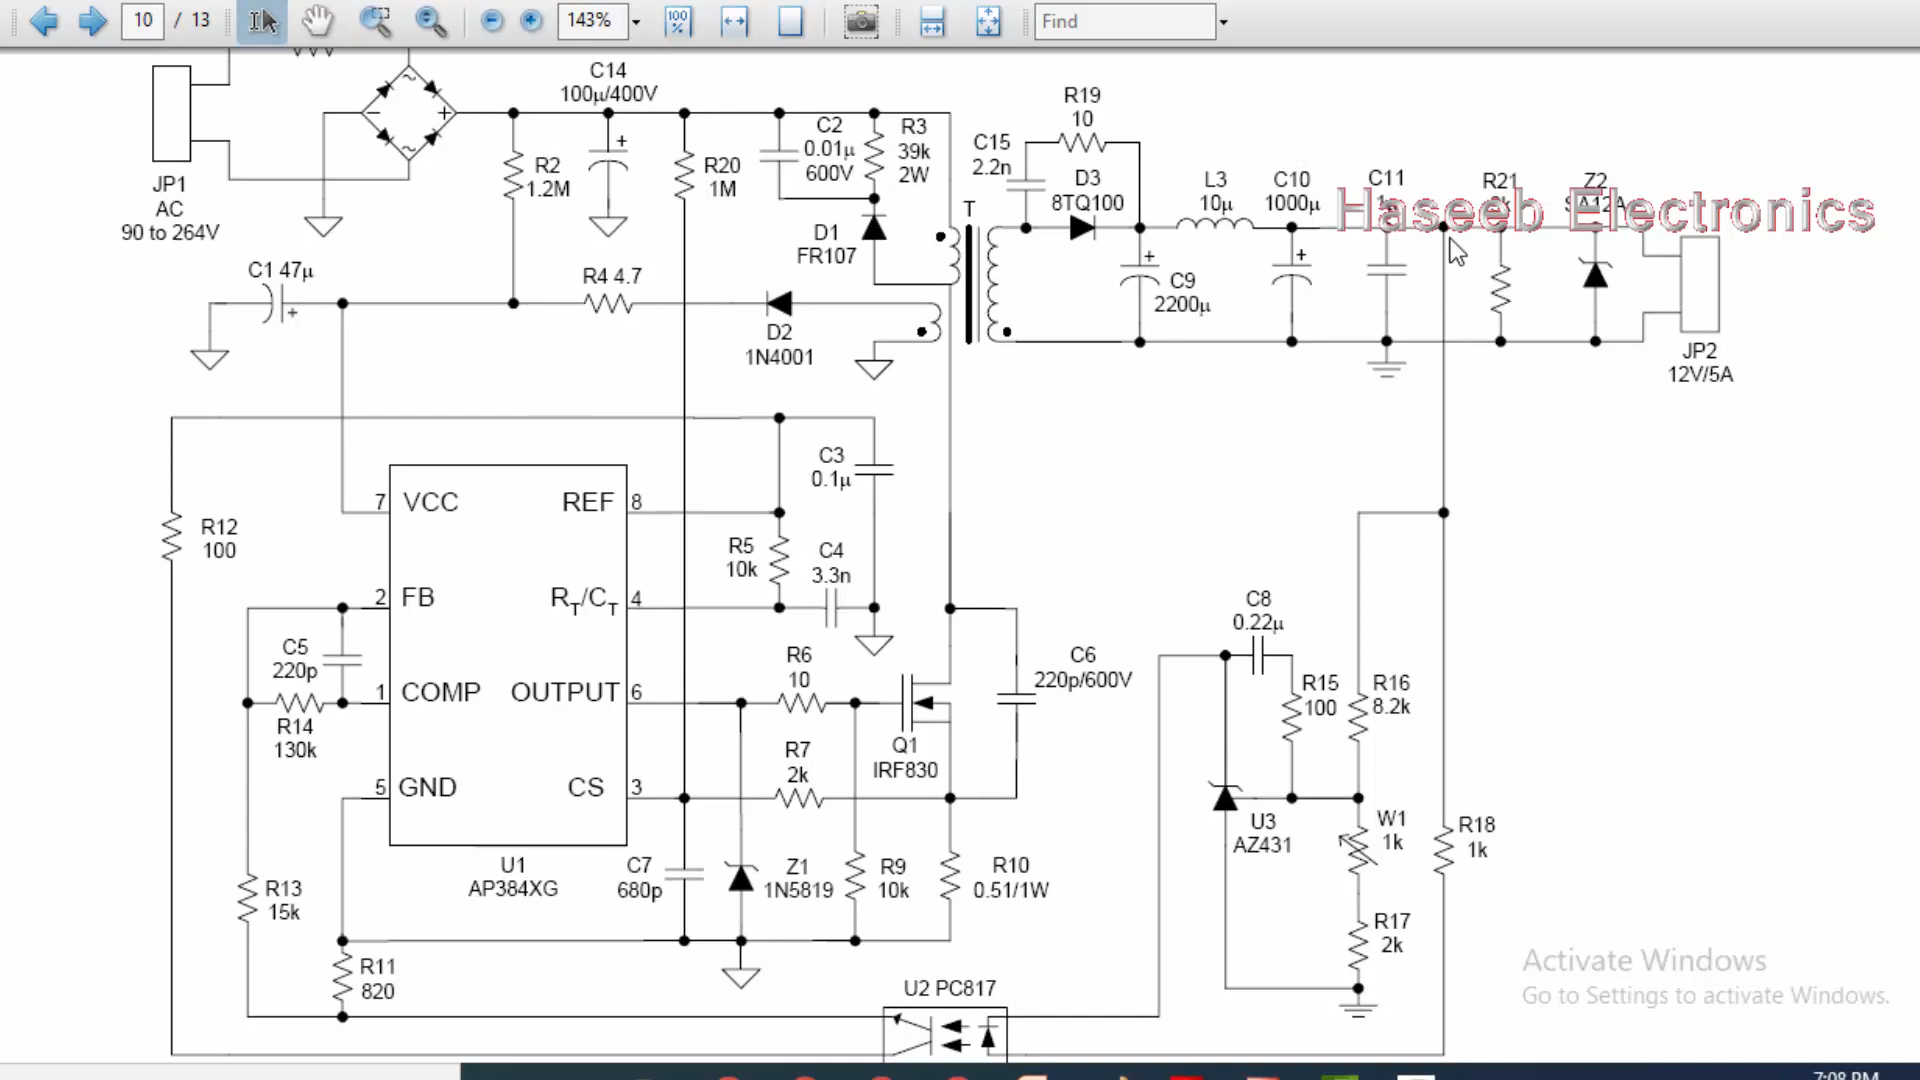 10 / 13
143%
100
%
Find
C14
100µ/400V
R19
10
C2
0.01µ
600V
R3
39k
2W
C15
2.2n
R2
1.2M
R20
1M
JP1
AC
90 to 264V
D3
8TQ100
L3
10µ
C10
1000µ
C11
R21
Z2
SA12A
Haseeb Electronics
T
D1
FR107
C1 47µ
R4 4.7
C9
2200µ
D2
1N4001
JP2
12V/5A
C3
0.1µ
7 VCC
REF 8
R12
100
R5
10k
C4
3.3n
2 FB
RT/CT 4
C8
0.22µ
C5
220p
R6
10
C6
220p/600V
1 COMP
OUTPUT 6
R15
100
R16
8.2k
R14
130k
R7
2k
Q1
IRF830
5 GND
CS 3
U3
AZ431
W1
1k
R18
1k
U1
AP384XG
C7
680p
Z1
1N5819
R9
10k
R10
0.51/1W
R13
15k
R17
2k
R11
820
U2 PC817
Activate Windows
Go to Settings to activate Windows.
7:08 PM